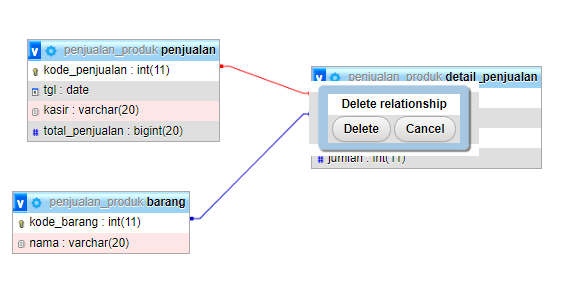 v penjualan_produk penjualan
kode_penjualan : int(11)
tgl : date
kasir : varchar(20)
# total_penjualan : bigint(20)
v penjualan_produk detail_penjualan
Delete relationship
Delete Cancel
# jumlah : int(11)
v penjualan_produk barang
kode_barang : int(11)
nama : varchar(20)